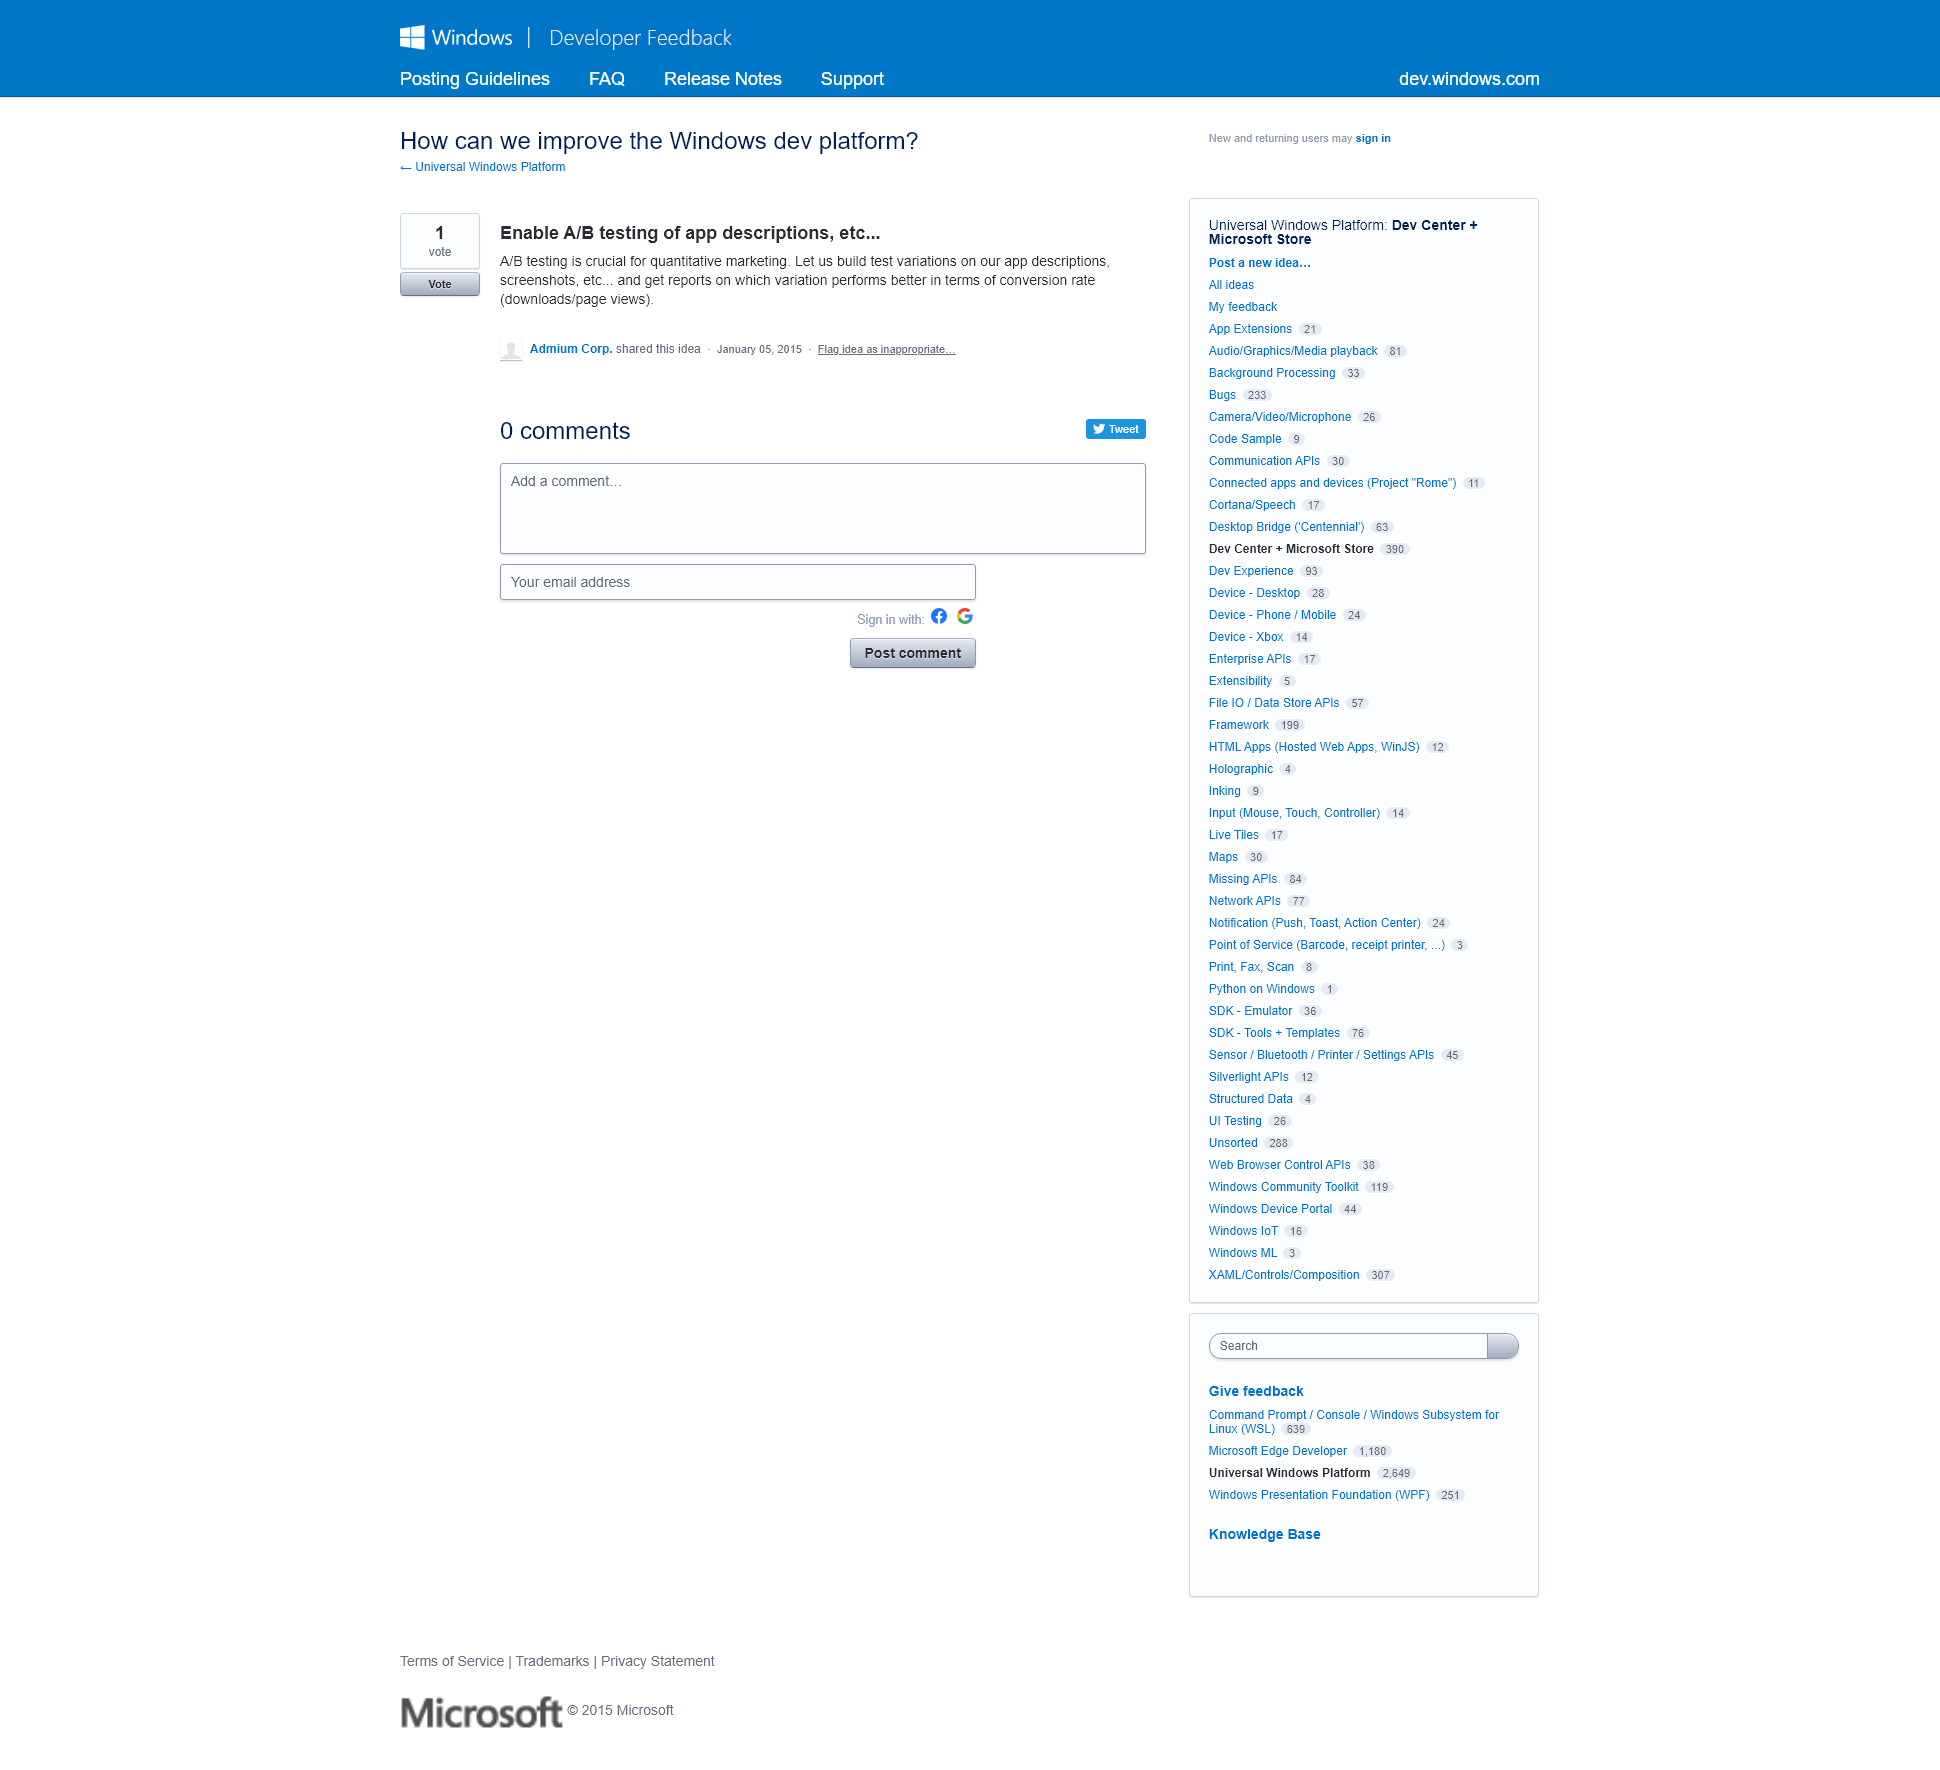 Windows | Developer Feedback
Posting Guidelines FAQ Release Notes Support dev.windows.com
How can we improve the Windows dev platform?
← Universal Windows Platform
New and returning users may sign in
1
vote
Vote
Enable A/B testing of app descriptions, etc...
A/B testing is crucial for quantitative marketing. Let us build test variations on our app descriptions,
screenshots, etc... and get reports on which variation performs better in terms of conversion rate
(downloads/page views).
Admium Corp. shared this idea · January 05, 2015 · Flag idea as inappropriate…
0 comments
Tweet
Add a comment…
Your email address
Sign in with:
Post comment
Universal Windows Platform: Dev Center +
Microsoft Store
Post a new idea…
All ideas
My feedback
App Extensions 21
Audio/Graphics/Media playback 81
Background Processing 33
Bugs 233
Camera/Video/Microphone 26
Code Sample 9
Communication APIs 30
Connected apps and devices (Project "Rome") 11
Cortana/Speech 17
Desktop Bridge ('Centennial') 63
Dev Center + Microsoft Store 390
Dev Experience 93
Device - Desktop 28
Device - Phone / Mobile 24
Device - Xbox 14
Enterprise APIs 17
Extensibility 5
File IO / Data Store APIs 57
Framework 199
HTML Apps (Hosted Web Apps, WinJS) 12
Holographic 4
Inking 9
Input (Mouse, Touch, Controller) 14
Live Tiles 17
Maps 30
Missing APIs 84
Network APIs 77
Notification (Push, Toast, Action Center) 24
Point of Service (Barcode, receipt printer, ...) 3
Print, Fax, Scan 8
Python on Windows 1
SDK - Emulator 36
SDK - Tools + Templates 76
Sensor / Bluetooth / Printer / Settings APIs 45
Silverlight APIs 12
Structured Data 4
UI Testing 26
Unsorted 288
Web Browser Control APIs 38
Windows Community Toolkit 119
Windows Device Portal 44
Windows IoT 16
Windows ML 3
XAML/Controls/Composition 307
Search
Give feedback
Command Prompt / Console / Windows Subsystem for
Linux (WSL) 639
Microsoft Edge Developer 1,180
Universal Windows Platform 2,649
Windows Presentation Foundation (WPF) 251
Knowledge Base
Terms of Service | Trademarks | Privacy Statement
Microsoft © 2015 Microsoft